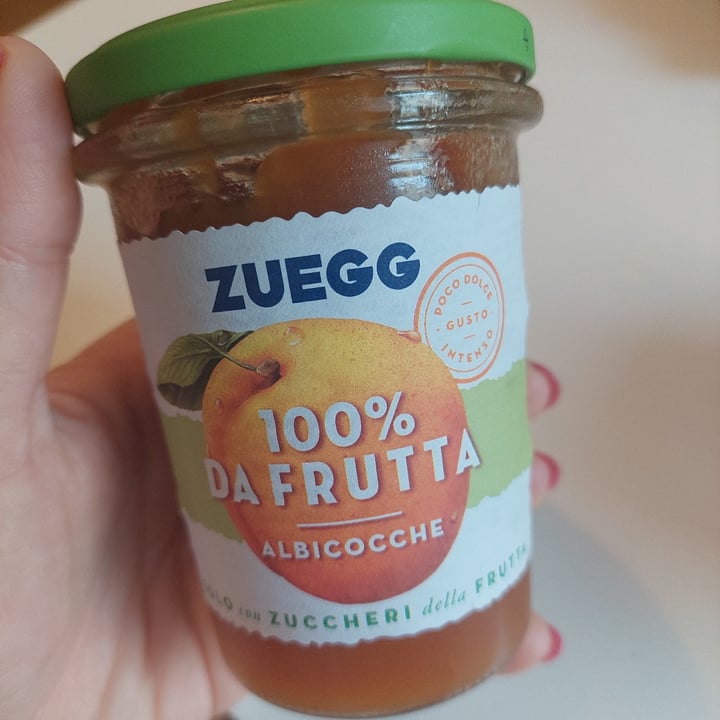 ZUEGG
POCO DOLCE
GUSTO
INTENSO
100%
DA FRUTTA
ALBICOCCHE
con ZUCCHERI della FRUTTA